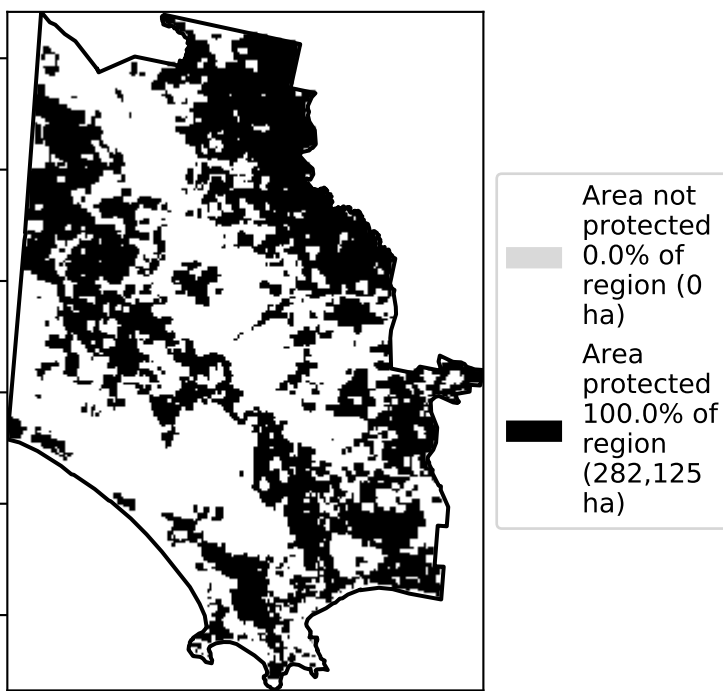 Area not
protected
0.0% of
region (0
ha)
Area
protected
100.0% of
region
(282,125
ha)